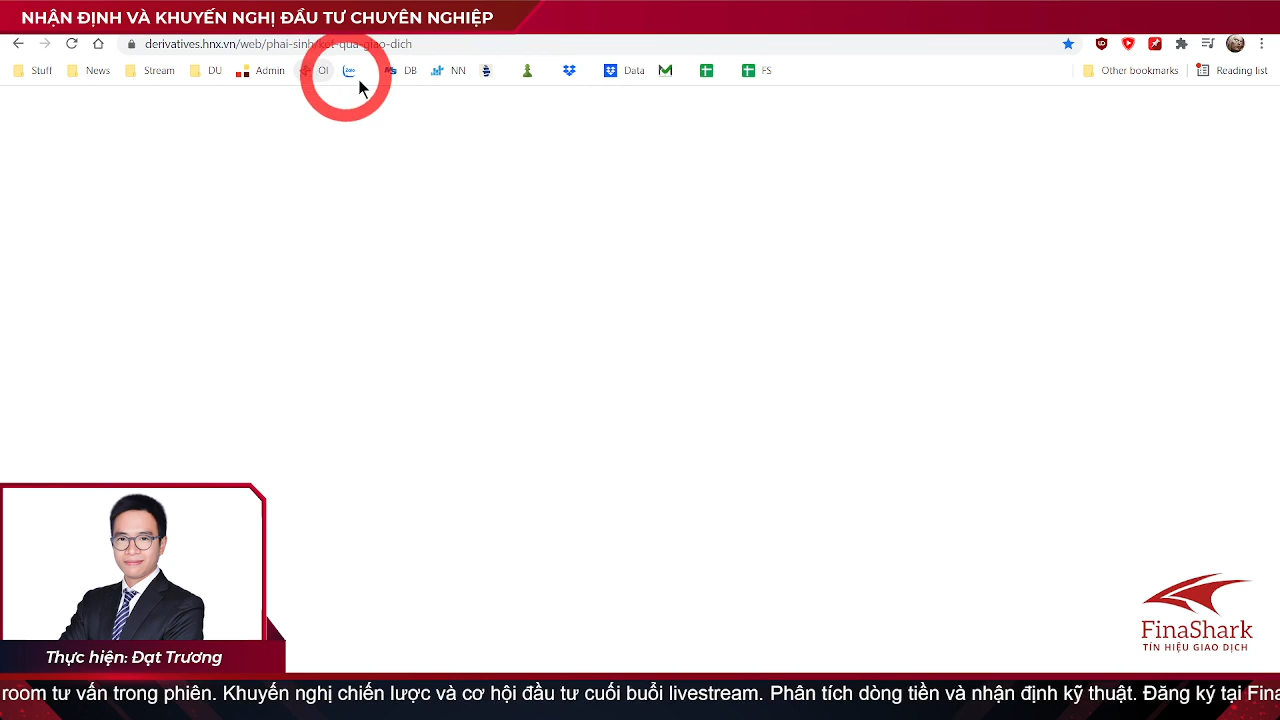 NHẬN ĐỊNH VÀ KHUYẾN NGHỊ ĐẦU TƯ CHUYÊN NGHIỆP
derivatives.hnx.vn/web/phai-sinh/ket-qua-giao-dich
Stuff News Stream DU Admin OI Zalo DB NN Data FS Other bookmarks Reading list
FinaShark
TÍN HIỆU GIAO DỊCH
Thực hiện: Đạt Trương
room tư vấn trong phiên. Khuyến nghị chiến lược và cơ hội đầu tư cuối buổi livestream. Phân tích dòng tiền và nhận định kỹ thuật. Đăng ký tại Fina